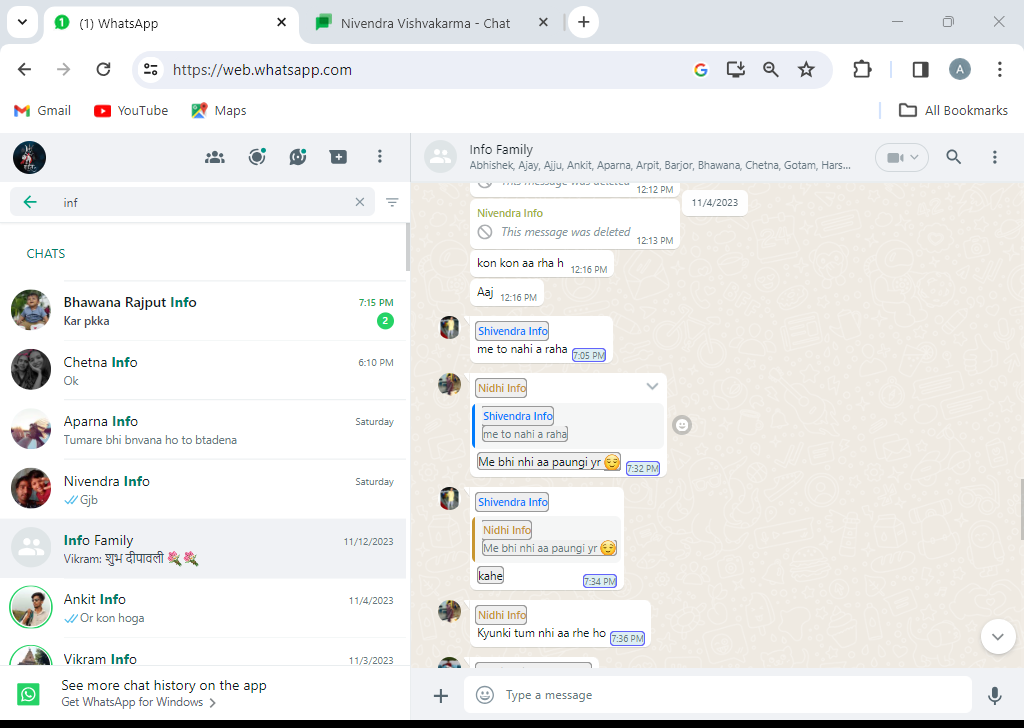 (1) WhatsApp
Nivendra Vishvakarma - Chat
https://web.whatsapp.com
A
Gmail
YouTube
Maps
All Bookmarks
inf
CHATS
Bhawana Rajput Info
7:15 PM
Kar pkka
2
Chetna Info
6:10 PM
Ok
Aparna Info
Saturday
Tumare bhi bnvana ho to btadena
Nivendra Info
Saturday
Gjb
Info Family
11/12/2023
Vikram: शुभ दीपावली 💐💐
Ankit Info
11/4/2023
Or kon hoga
Vikram Info
11/3/2023
See more chat history on the app
Get WhatsApp for Windows
Info Family
Abhishek, Ajay, Ajju, Ankit, Aparna, Arpit, Barjor, Bhawana, Chetna, Gotam, Hars...
This message was deleted
12:12 PM
11/4/2023
Nivendra Info
This message was deleted
12:13 PM
kon kon aa rha h
12:16 PM
Aaj
12:16 PM
Shivendra Info
me to nahi a raha
7:05 PM
Nidhi Info
Shivendra Info
me to nahi a raha
Me bhi nhi aa paungi yr 😌
7:32 PM
Shivendra Info
Nidhi Info
Me bhi nhi aa paungi yr 😌
kahe
7:34 PM
Nidhi Info
Kyunki tum nhi aa rhe ho
7:36 PM
Type a message